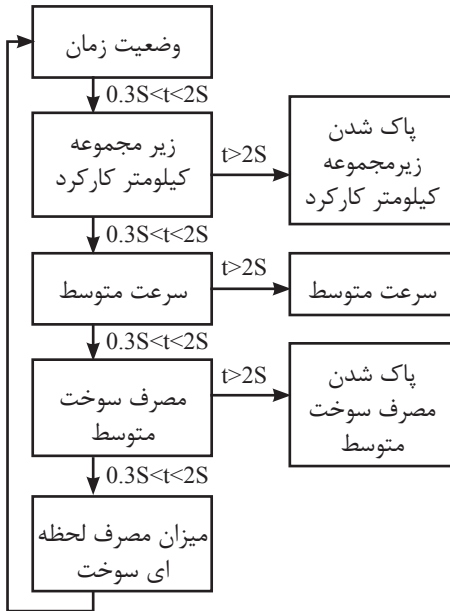 وضعیت زمان
0.3S<t<2S
زیر مجموعه
کیلومتر کارکرد
t>2S
پاک شدن
زیرمجموعه
کیلومتر کارکرد
0.3S<t<2S
سرعت متوسط
t>2S
سرعت متوسط
0.3S<t<2S
مصرف سوخت
متوسط
t>2S
پاک شدن
مصرف سوخت
متوسط
0.3S<t<2S
میزان مصرف لحظه
ای سوخت